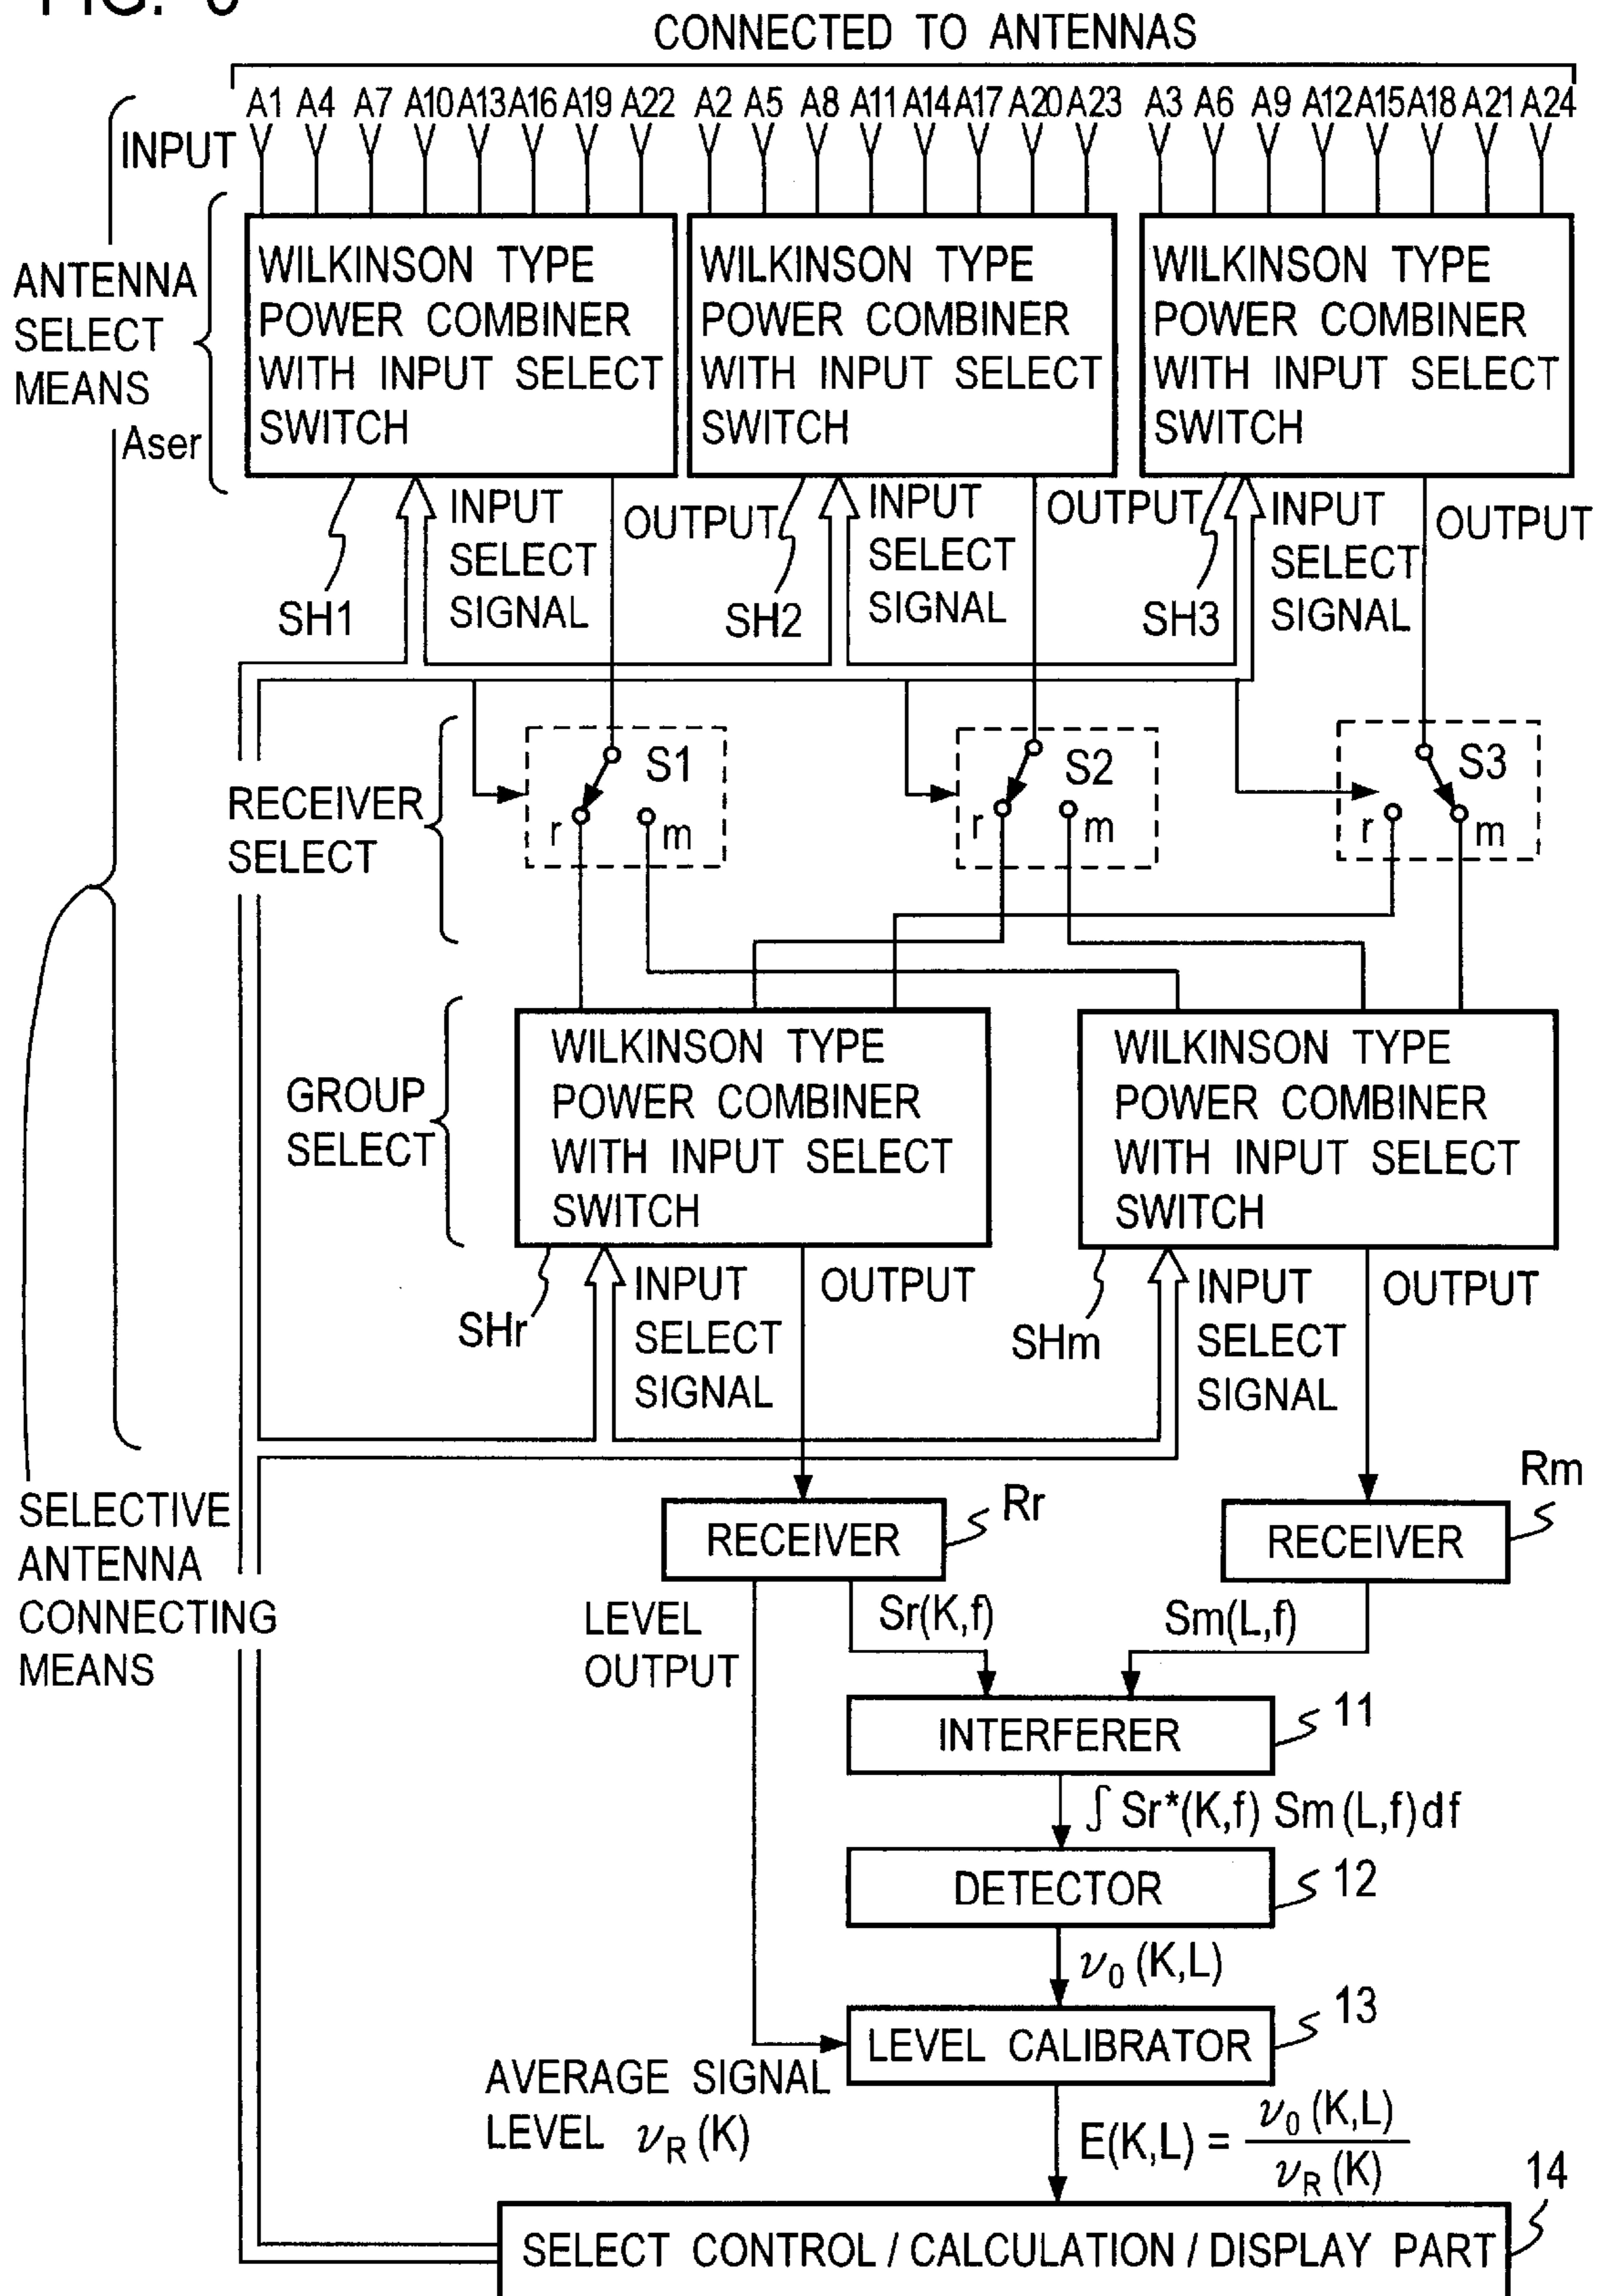 CONNECTED TO ANTENNAS
A1 A4 A7 A10 A13 A16 A19 A22 A2 A5 A8 A11 A14 A17 A20 A23 A3 A6 A9 A12 A15 A18 A21 A24
INPUT
ANTENNA
SELECT
MEANS
Aser
WILKINSON TYPE
POWER COMBINER
WITH INPUT SELECT
SWITCH
WILKINSON TYPE
POWER COMBINER
WITH INPUT SELECT
SWITCH
WILKINSON TYPE
POWER COMBINER
WITH INPUT SELECT
SWITCH
SH1
INPUT
SELECT
SIGNAL
OUTPUT
SH2
INPUT
SELECT
SIGNAL
OUTPUT
SH3
INPUT
SELECT
SIGNAL
OUTPUT
RECEIVER
SELECT
S1
r m
S2
r m
S3
r m
GROUP
SELECT
WILKINSON TYPE
POWER COMBINER
WITH INPUT SELECT
SWITCH
WILKINSON TYPE
POWER COMBINER
WITH INPUT SELECT
SWITCH
SHr
INPUT
SELECT
SIGNAL
OUTPUT
SHm
INPUT
SELECT
SIGNAL
OUTPUT
SELECTIVE
ANTENNA
CONNECTING
MEANS
RECEIVER
Rr
RECEIVER
Rm
LEVEL
OUTPUT
Sr(K,f)
Sm(L,f)
INTERFERER
11
∫ Sr*(K,f) Sm(L,f)df
DETECTOR
12
ν0(K,L)
LEVEL CALIBRATOR
13
AVERAGE SIGNAL
LEVEL νR(K)
E(K,L) = ν0(K,L) / νR(K)
14
SELECT CONTROL / CALCULATION / DISPLAY PART